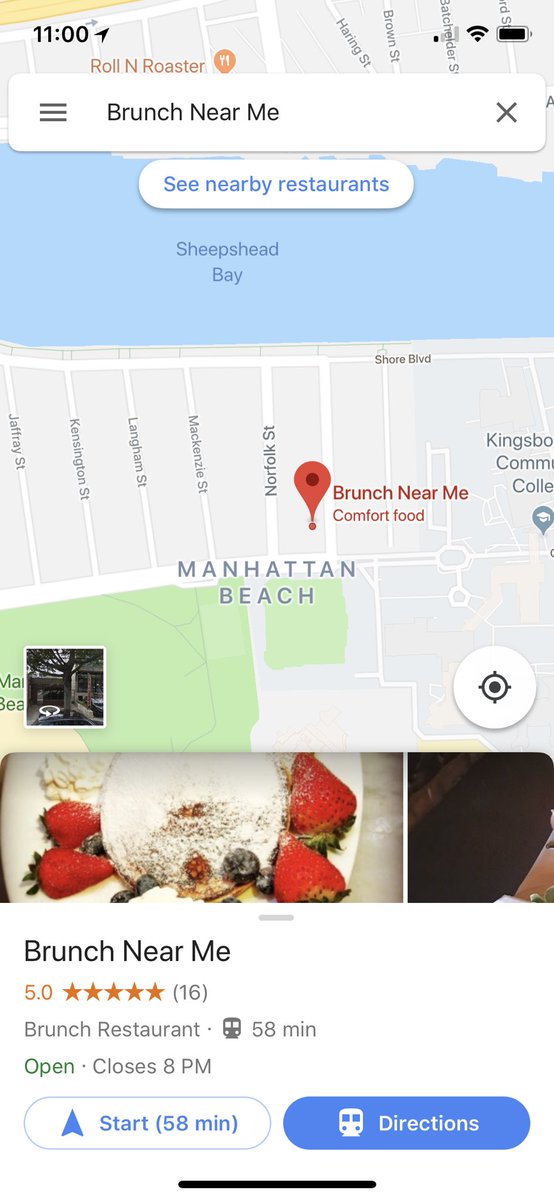 11:00
Haring St
Brown St
Batchelder St
Roll N Roaster
Brunch Near Me
See nearby restaurants
Sheepshead
Bay
Shore Blvd
Jaffray St
Kensington St
Langham St
Mackenzie St
Norfolk St
Kingsbo
Commu
Colle
Brunch Near Me
Comfort food
MANHATTAN
BEACH
Brunch Near Me
5.0 ★★★★★ (16)
Brunch Restaurant · 58 min
Open · Closes 8 PM
Start (58 min)
Directions